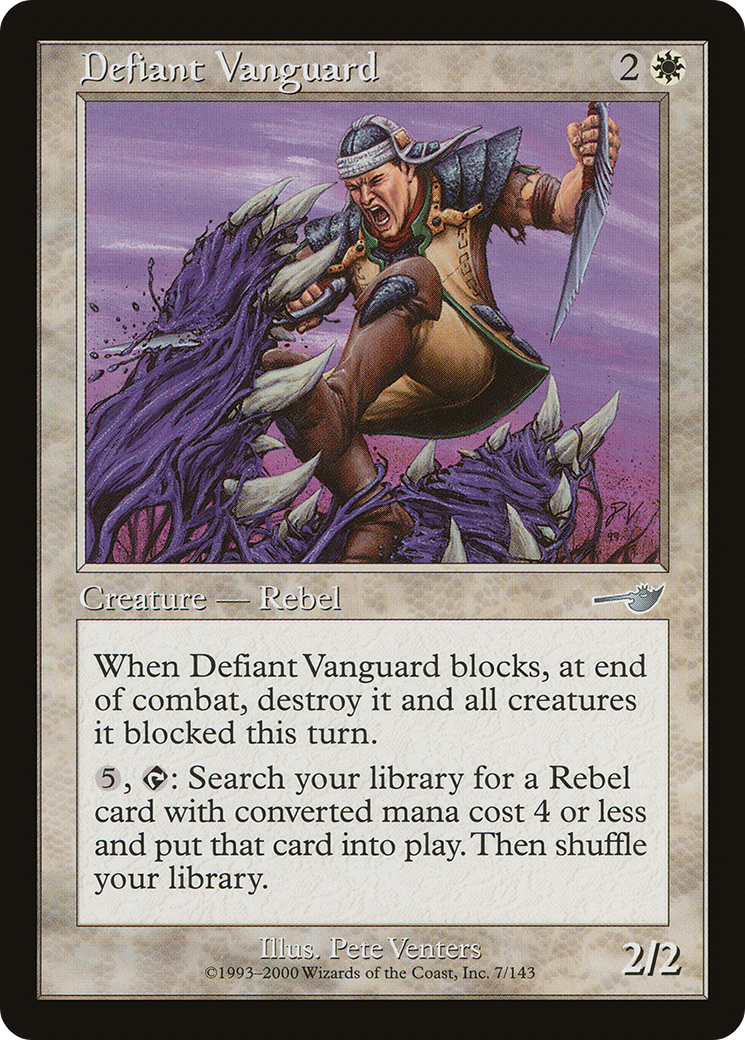 Defiant Vanguard 2
Creature — Rebel
When Defiant Vanguard blocks, at end
of combat, destroy it and all creatures
it blocked this turn.
5, : Search your library for a Rebel
card with converted mana cost 4 or less
and put that card into play. Then shuffle
your library.
Illus. Pete Venters
©1993–2000 Wizards of the Coast, Inc. 7/143
2/2
PV
99